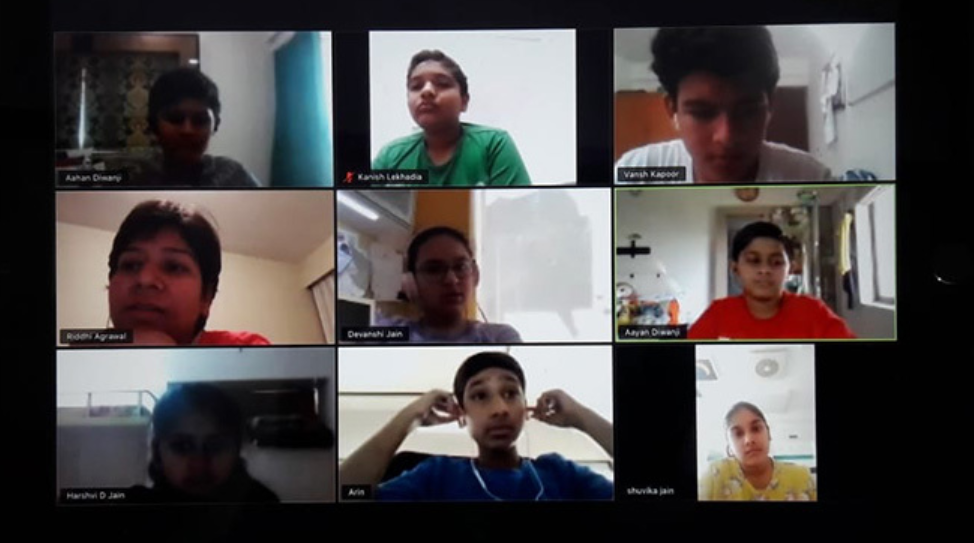 Aahan Diwanji
Kanish Lekhadia
Vansh Kapoor
Riddhi Agrawal
Devanshi Jain
Aayan Diwanji
Harshvi D Jain
Arin
shuvika jain